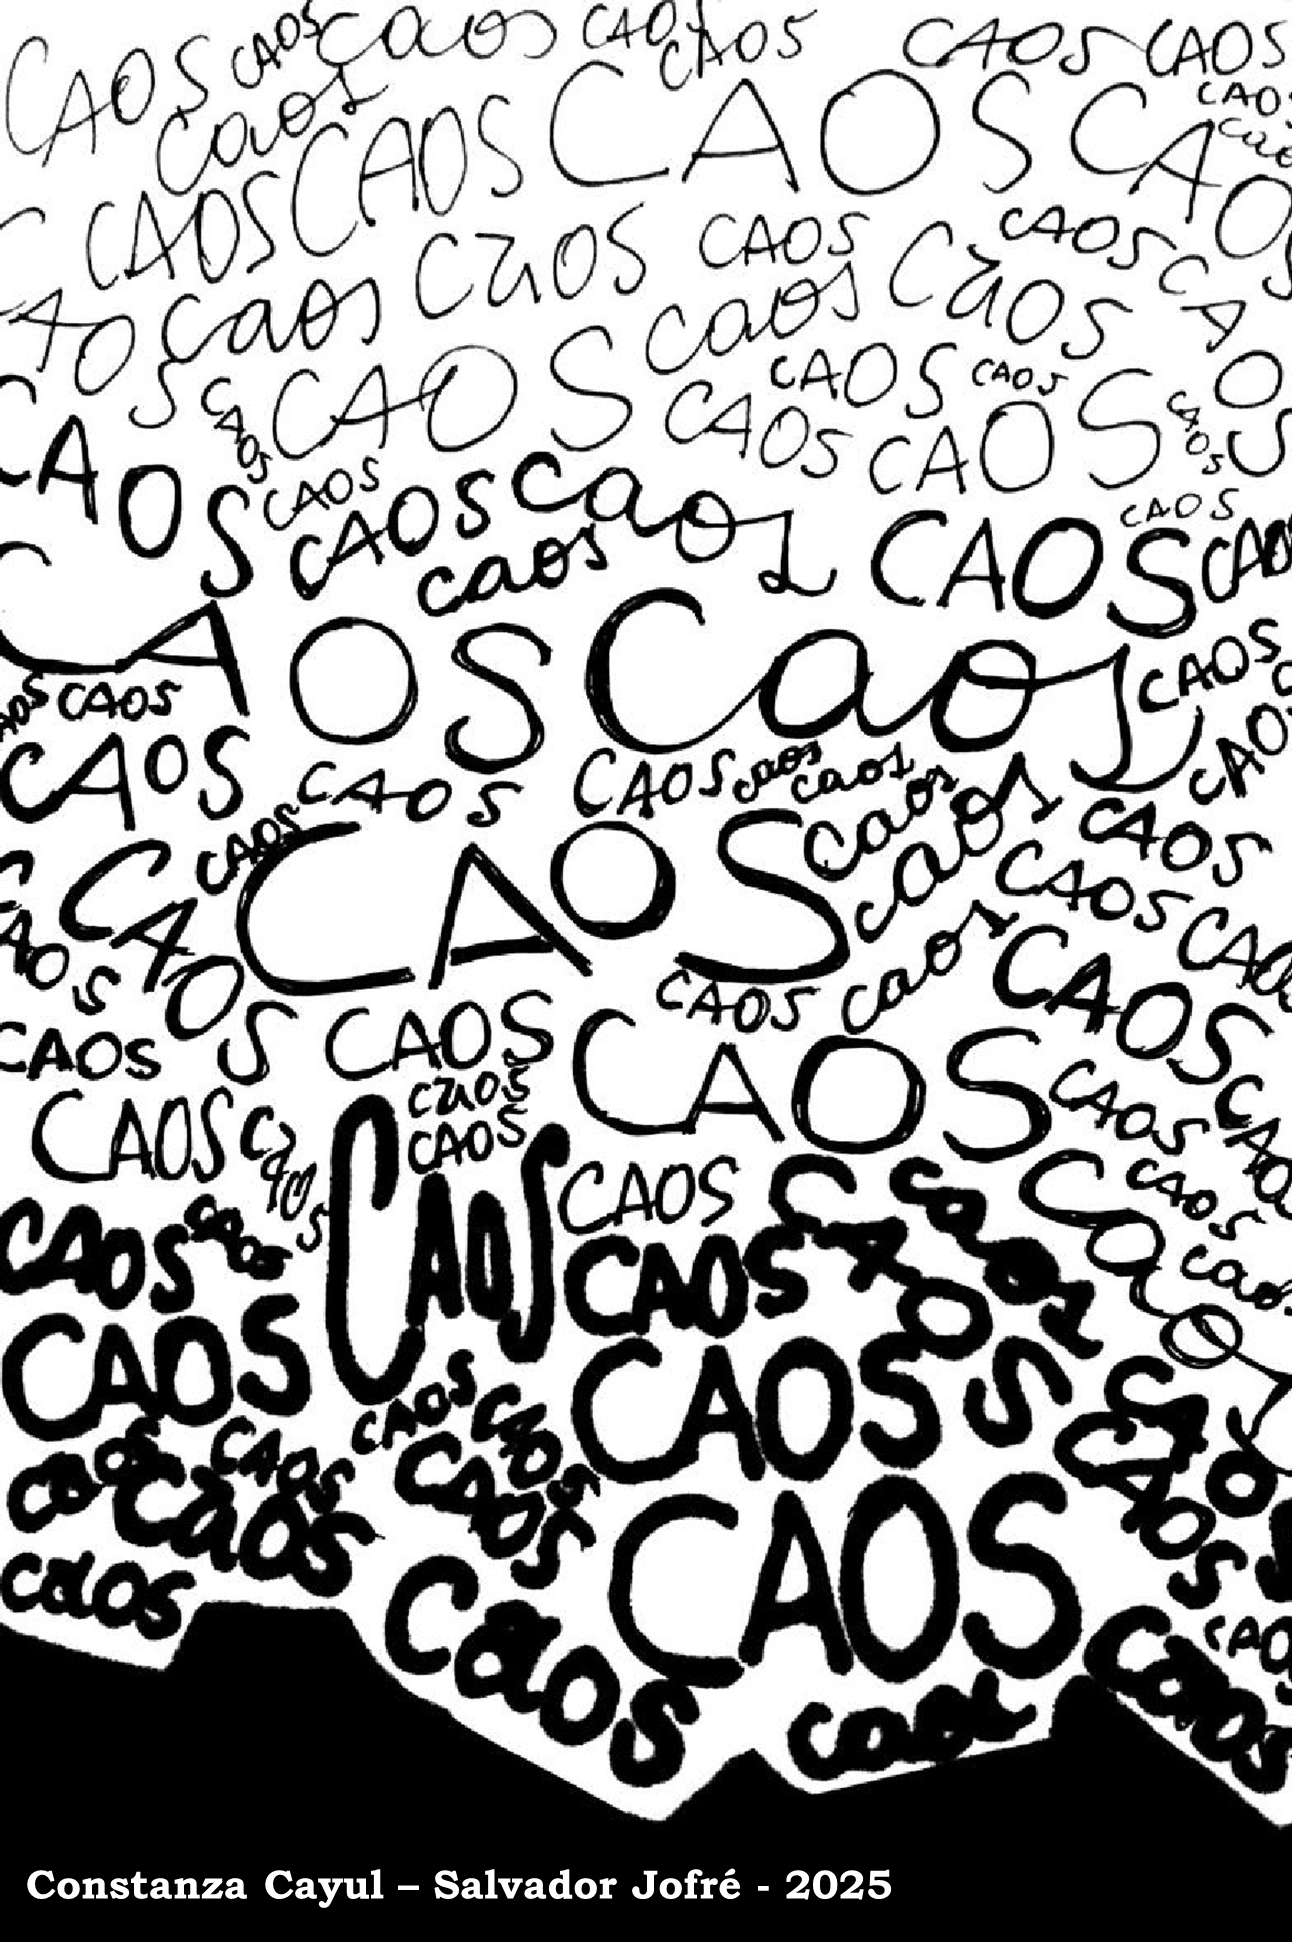 CAOS CAOS caos CAOS CAOS CAOS CAOS
caos CAOS CAOS CAOS CAOS caos
CAOS CAOS CAOS CAOS
CAOS caos CAOS caos CAOS CAOS
CAOS CAOS CAOS CAOS CAOS CAOS
CAOS CAOS CAOS caos CAOS CAOS
caos CAOS CAOS
CAOS caos CAOS
CAOS CAOS CAOS
CAOS CAOS CAOS caos caos caos CAOS
CAOS CAOS CAOS caos CAOS
CAOS caos CAOS CAOS
CAOS CAOS CAOS CAOS
CAOS CAOS CAOS CAOS
CAOS CAOS CAOS CAOS caos caos CAOS
CAOS caos CAOS CAOS caos
CAOS CAOS CAOS CAOS
caos CAOS CAOS CAOS CAOS
caos caos CAOS CAOS
caos caos caos CAOS caos
Constanza Cayul – Salvador Jofré - 2025